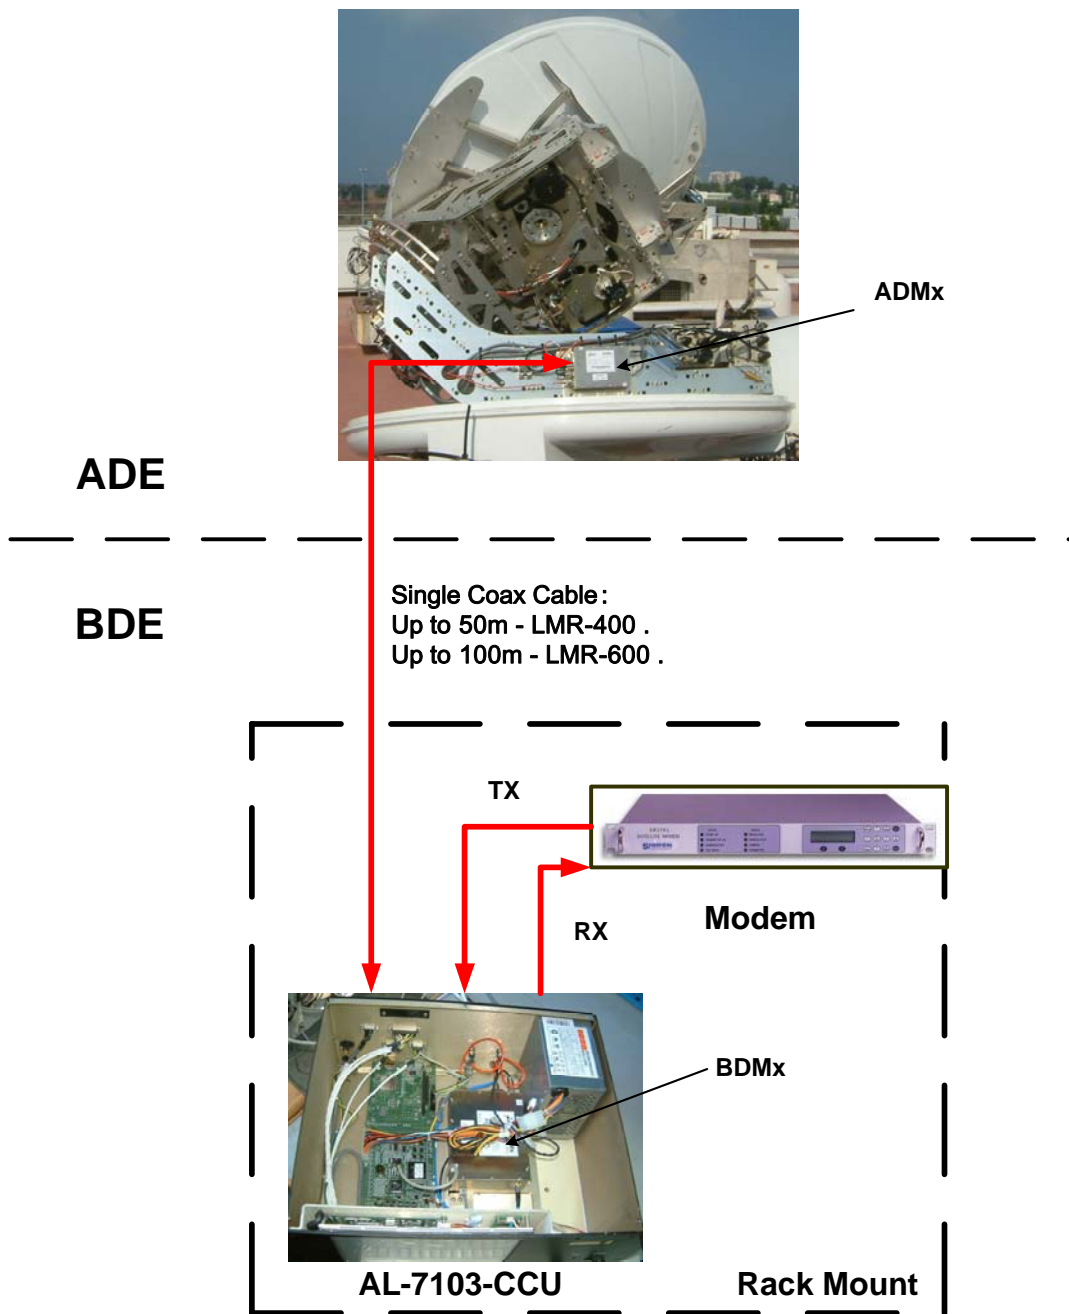 ADMx
ADE
BDE
Single Coax Cable:
Up to 50m - LMR-400 .
Up to 100m - LMR-600 .
TX
RX
Modem
BDMx
AL-7103-CCU
Rack Mount